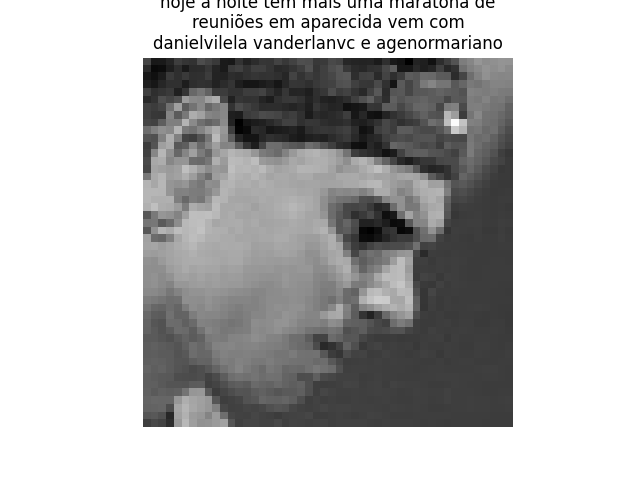 hoje a noite tem mais uma maratona de
reuniões em aparecida vem com
danielvilela vanderlanvc e agenormariano